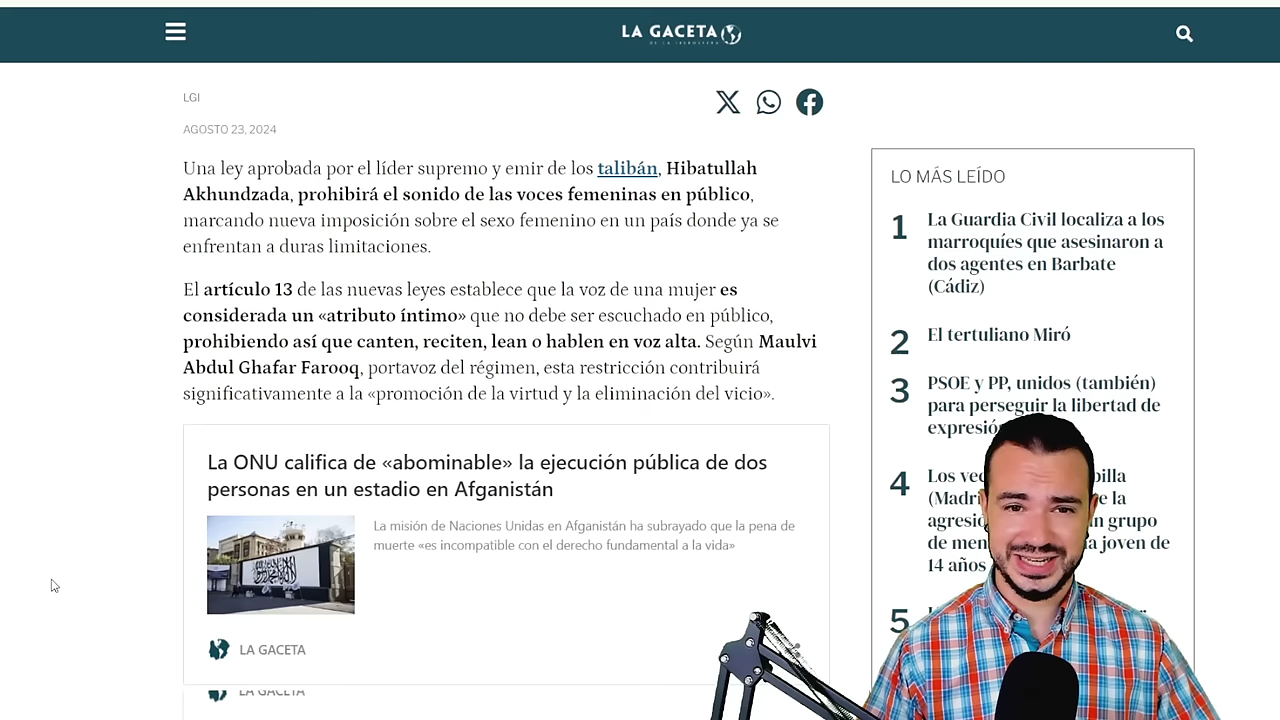 LA GACETA
DE LA IBEROSFERA
LGI
AGOSTO 23, 2024
Una ley aprobada por el líder supremo y emir de los talibán, Hibatullah
Akhundzada, prohibirá el sonido de las voces femeninas en público,
marcando nueva imposición sobre el sexo femenino en un país donde ya se
enfrentan a duras limitaciones.
El artículo 13 de las nuevas leyes establece que la voz de una mujer es
considerada un «atributo íntimo» que no debe ser escuchado en público,
prohibiendo así que canten, reciten, lean o hablen en voz alta. Según Maulvi
Abdul Ghafar Farooq, portavoz del régimen, esta restricción contribuirá
significativamente a la «promoción de la virtud y la eliminación del vicio».
La ONU califica de «abominable» la ejecución pública de dos
personas en un estadio en Afganistán
La misión de Naciones Unidas en Afganistán ha subrayado que la pena de
muerte «es incompatible con el derecho fundamental a la vida»
LA GACETA
LA GACETA
LO MÁS LEÍDO
1 La Guardia Civil localiza a los
marroquíes que asesinaron a
dos agentes en Barbate
(Cádiz)
2 El tertuliano Miró
3 PSOE y PP, unidos (también)
para perseguir la libertad de
expresión
4 Los
(Madri
de la
grupo
de men
joven de
14 años
5